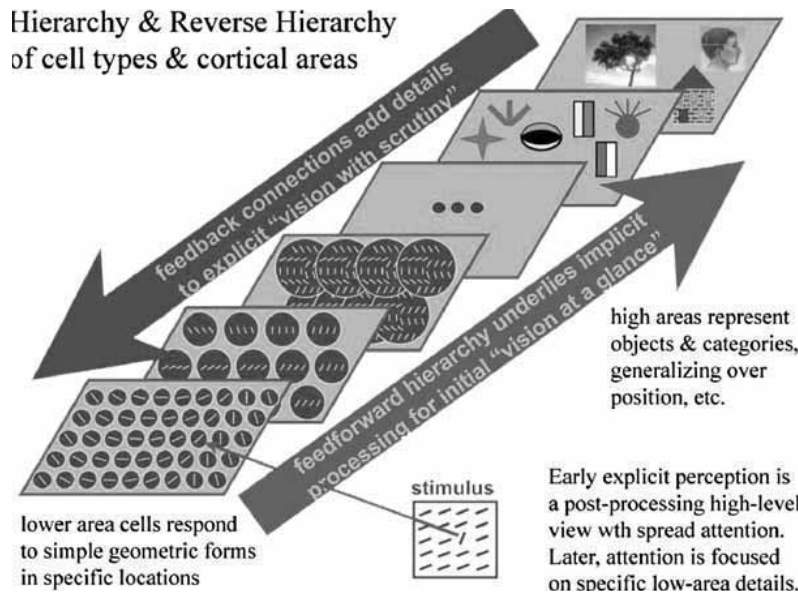 Hierarchy & Reverse Hierarchy
of cell types & cortical areas
feedback connections add details
to explicit “vision with scrutiny”
feedforward hierarchy underlies implicit
processing for initial “vision at a glance”
high areas represent
objects & categories,
generalizing over
position, etc.
stimulus
lower area cells respond
to simple geometric forms
in specific locations
Early explicit perception is
a post-processing high-level
view wth spread attention.
Later, attention is focused
on specific low-area details.